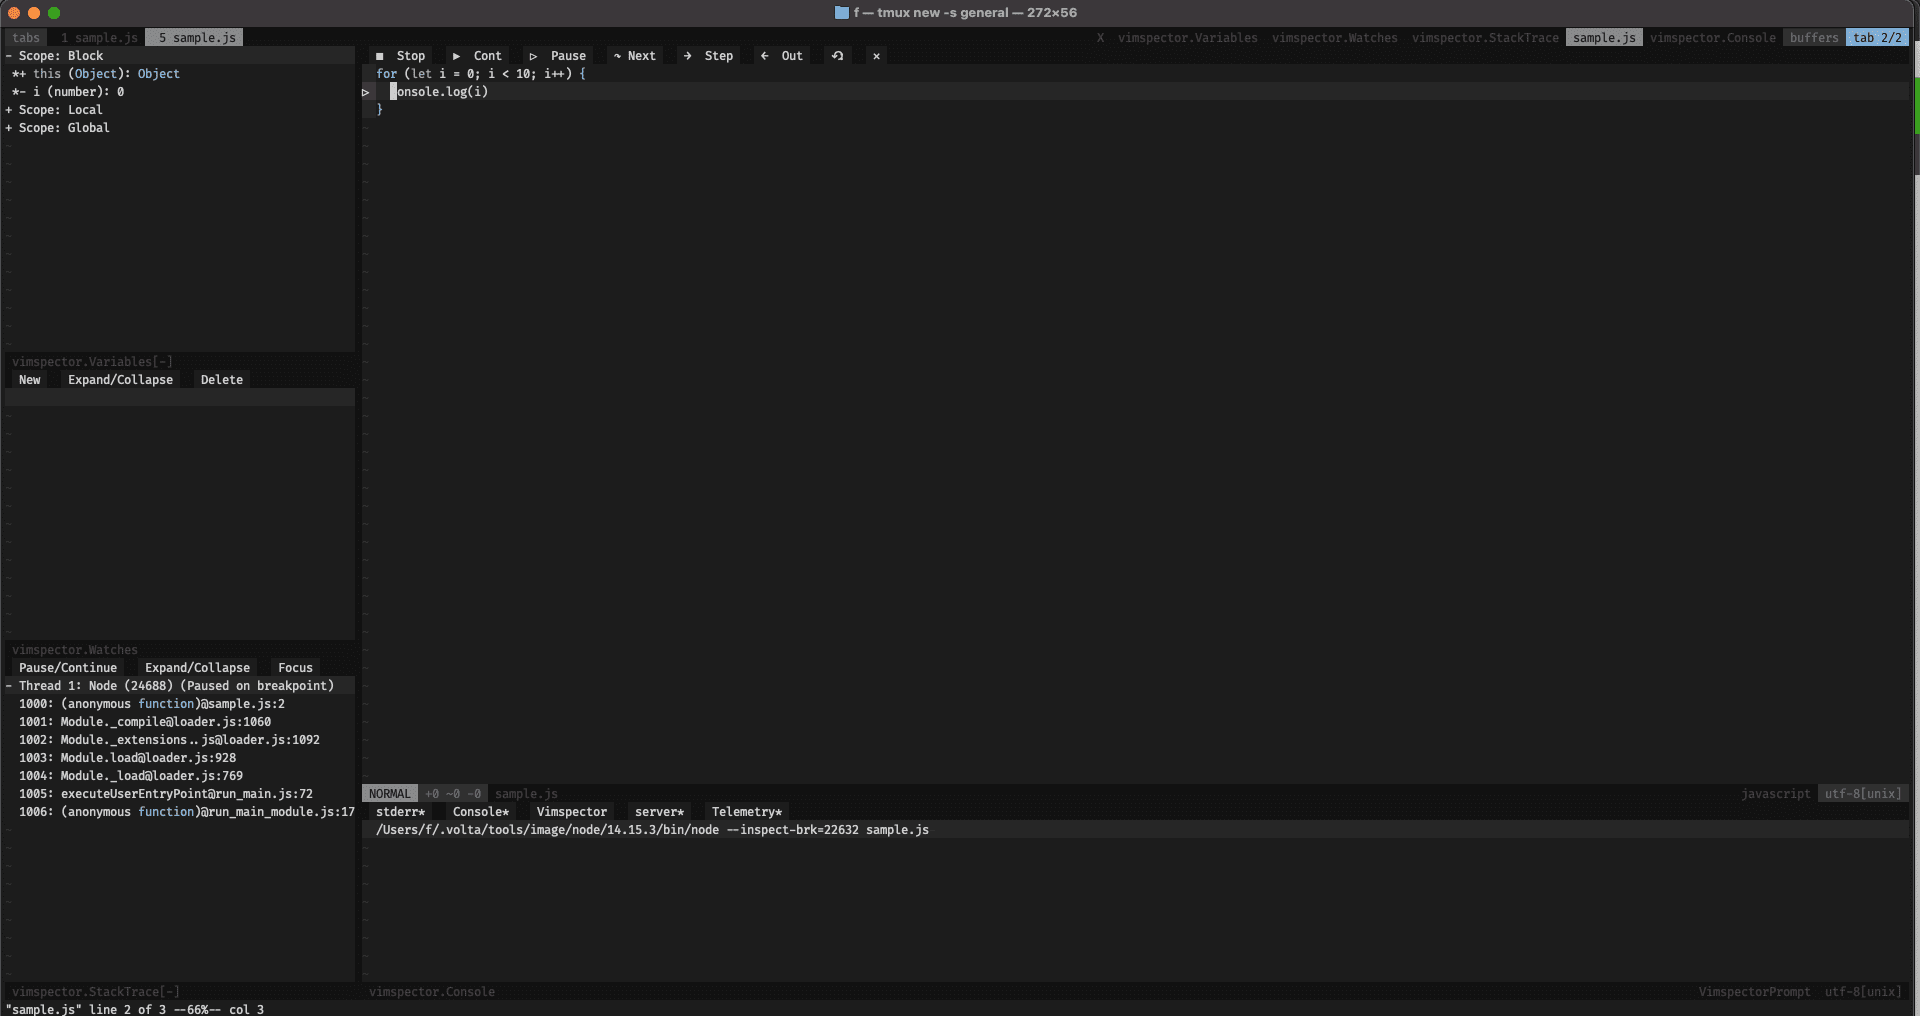 f — tmux new -s general — 272×56
tabs 1 sample.js 5 sample.js X vimspector.Variables vimspector.Watches vimspector.StackTrace sample.js vimspector.Console buffers tab 2/2
- Scope: Block
*+ this (Object): Object
*- i (number): 0
+ Scope: Local
+ Scope: Global
vimspector.Variables[-]
New Expand/Collapse Delete
vimspector.Watches
Pause/Continue Expand/Collapse Focus
- Thread 1: Node (24688) (Paused on breakpoint)
1000: (anonymous function)@sample.js:2
1001: Module._compile@loader.js:1060
1002: Module._extensions..js@loader.js:1092
1003: Module.load@loader.js:928
1004: Module._load@loader.js:769
1005: executeUserEntryPoint@run_main.js:72
1006: (anonymous function)@run_main_module.js:17
vimspector.StackTrace[-]
■ Stop ▶ Cont ▷ Pause ↷ Next → Step ← Out ⟲ ✕
for (let i = 0; i < 10; i++) {
▷ onsole.log(i)
}
NORMAL +0 ~0 -0 sample.js javascript utf-8[unix]
stderr* Console* Vimspector server* Telemetry*
/Users/f/.volta/tools/image/node/14.15.3/bin/node --inspect-brk=22632 sample.js
vimspector.Console VimspectorPrompt utf-8[unix]
"sample.js" line 2 of 3 --66%-- col 3